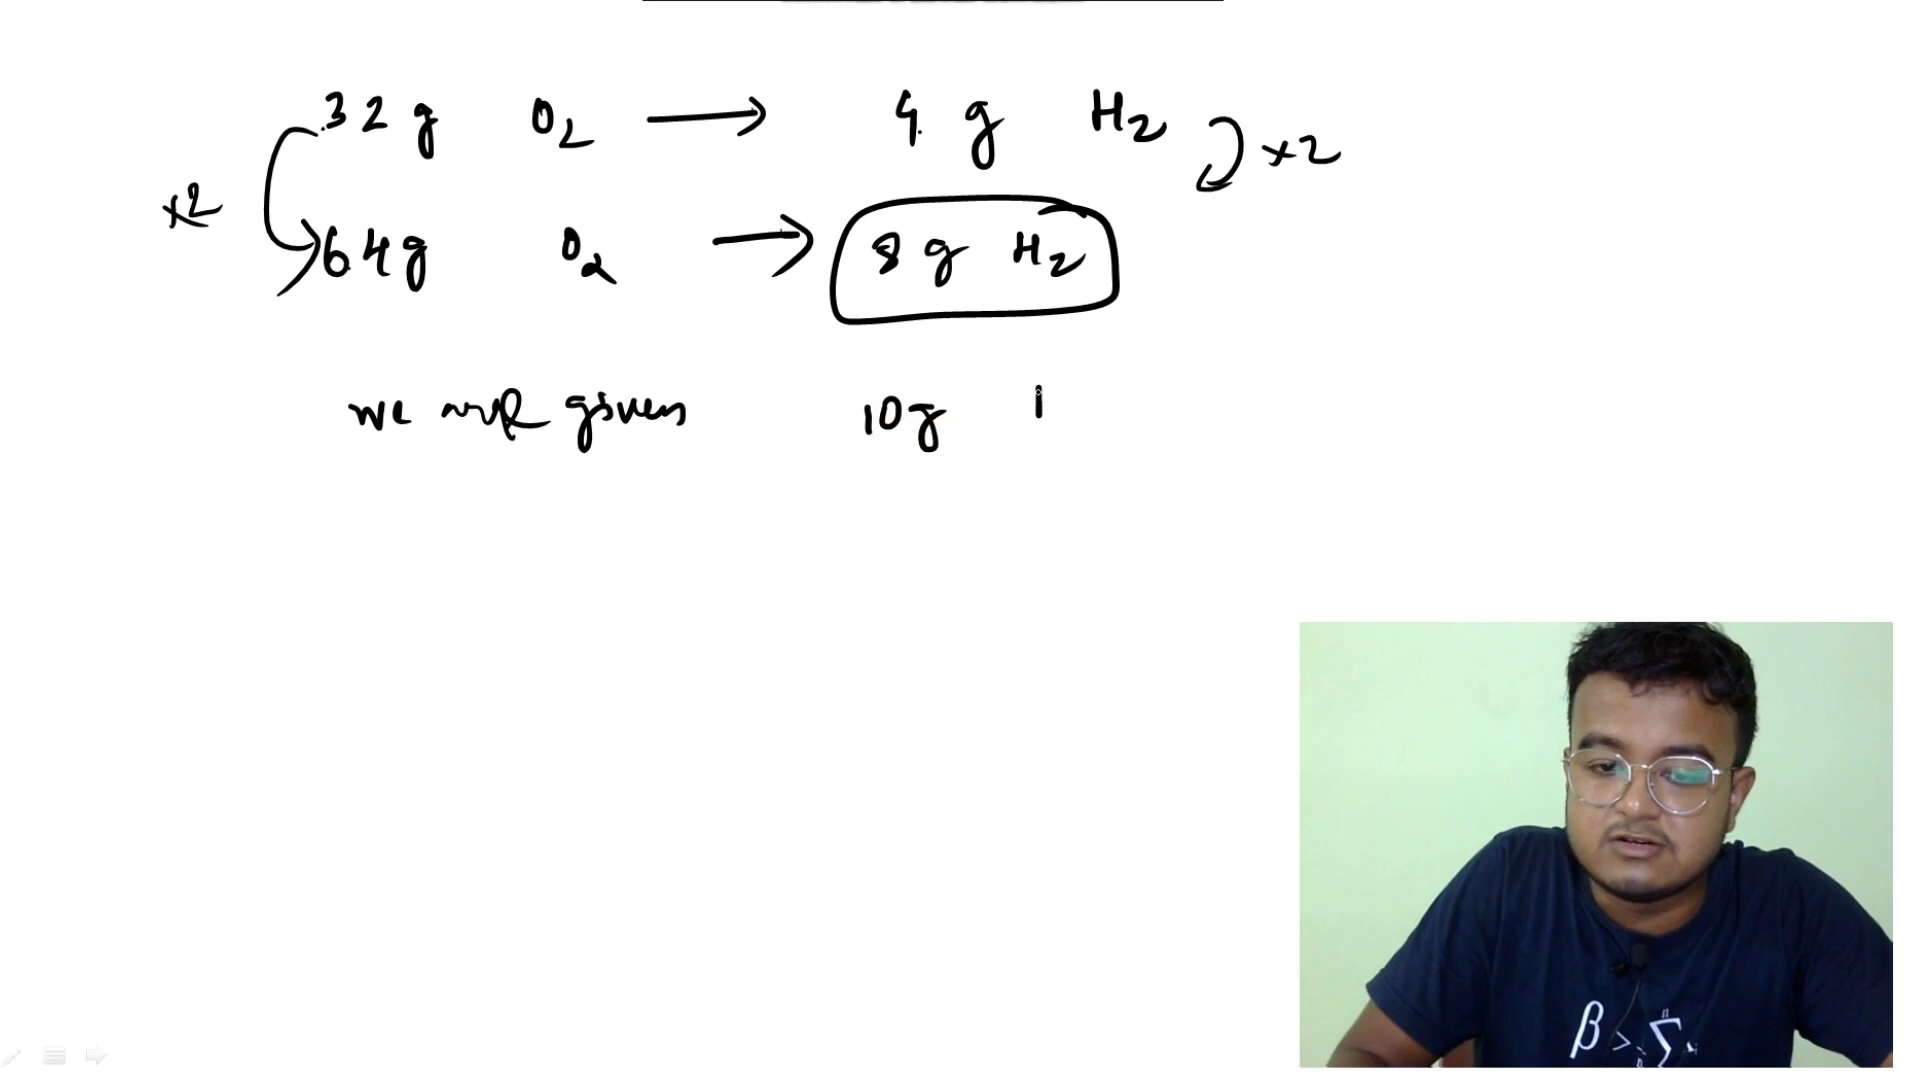 32 g O2 → 4 g H2 ×2
×2
64 g O2 → 8 g H2
we are given 10g
β > Σ